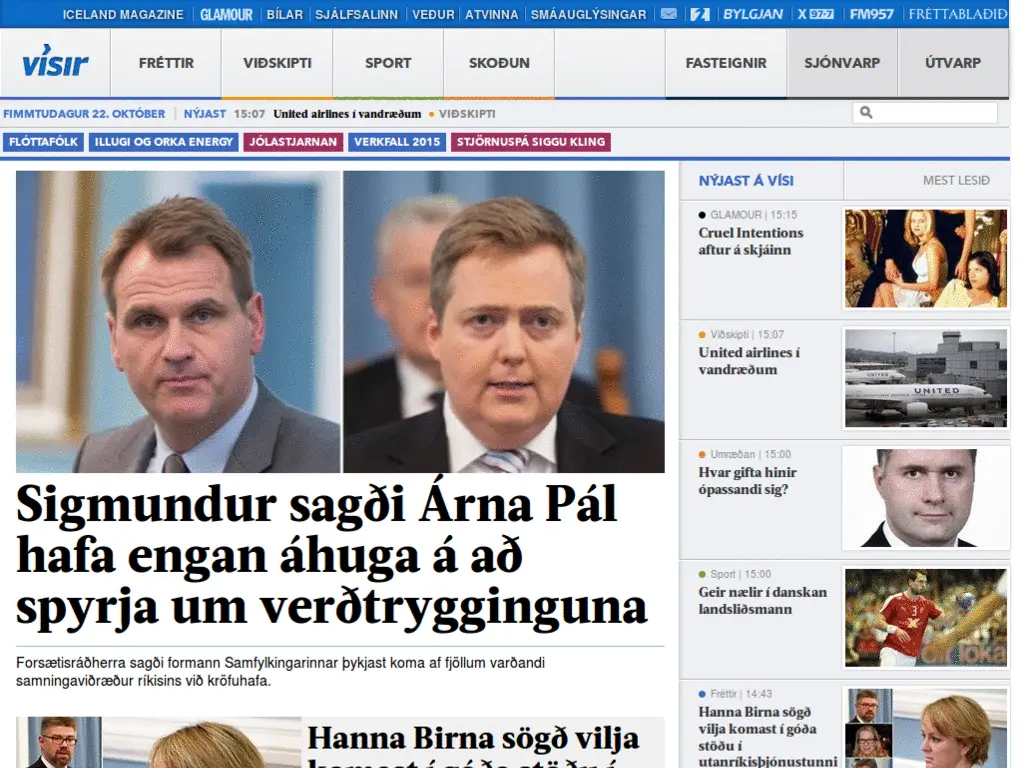 ICELAND MAGAZINE GLAMOUR BÍLAR SJÁLFSALINN VEÐUR ATVINNA SMÁAUGLÝSINGAR BYLGJAN X 977 FM957 FRÉTTABLAÐIÐ
vísir FRÉTTIR VIÐSKIPTI SPORT SKOÐUN FASTEIGNIR SJÓNVARP ÚTVARP
FIMMTUDAGUR 22. OKTÓBER NÝJAST 15:07 United airlines í vandræðum VIÐSKIPTI
FLÓTTAFÓLK ILLUGI OG ORKA ENERGY JÓLASTJARNAN VERKFALL 2015 STJÖRNUSPÁ SIGGU KLING
Sigmundur sagði Árna Pál
hafa engan áhuga á að
spyrja um verðtrygginguna
Forsætisráðherra sagði formann Samfylkingarinnar þykjast koma af fjöllum varðandi
samningaviðræður ríkisins við kröfuhafa.
Hanna Birna sögð vilja
komast í góða stöðu í
NÝJAST Á VÍSI MEST LESIÐ
GLAMOUR | 15:15
Cruel Intentions
aftur á skjáinn
Viðskipti | 15:07
United airlines í
vandræðum
UNITED
Umræðan | 15:00
Hvar gifta hinir
ópassandi sig?
Sport | 15:00
Geir nælir í danskan
landsliðsmann
Fréttir | 14:43
Hanna Birna sögð
vilja komast í góða
stöðu í
utanríkisþjónustunni